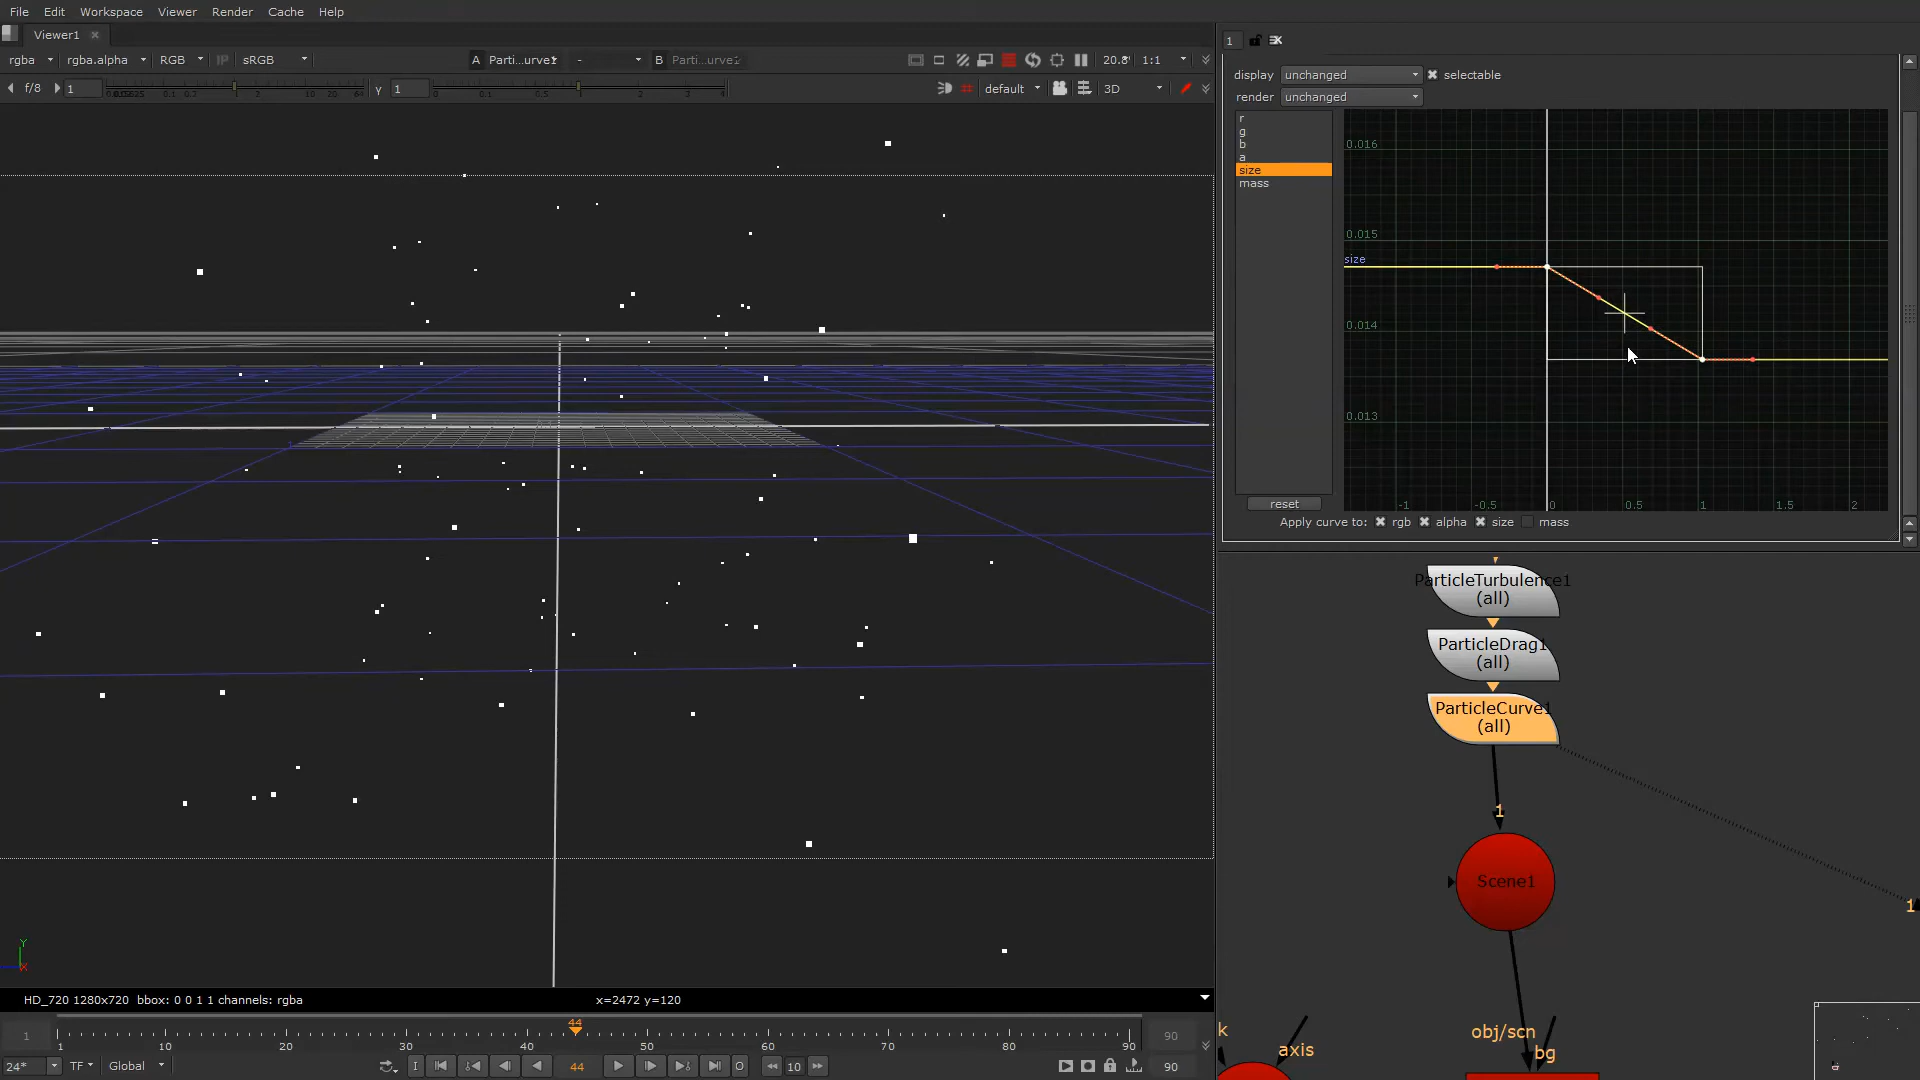 File Edit Workspace Viewer Render Cache Help
Viewer1
rgba rgba.alpha RGB IP sRGB A Parti...urve1 - B Parti...urve1 20.8 1:1
f/8 1 Y 1 default 3D
1
display unchanged selectable
render unchanged
r
g
b
a
size
mass
reset
0.016
0.015
size
0.014
0.013
-1 -0.5 0 0.5 1 1.5 2
Apply curve to: rgb alpha size mass
ParticleTurbulence1
(all)
ParticleDrag1
(all)
ParticleCurve1
(all)
1
Scene1
1
obj/scn
k axis bg
Y
X
HD_720 1280x720 bbox: 0 0 1 1 channels: rgba x=2472 y=120
44
1 1 10 20 30 40 50 60 70 80 90 90
24* TF Global I 44 O 10 90